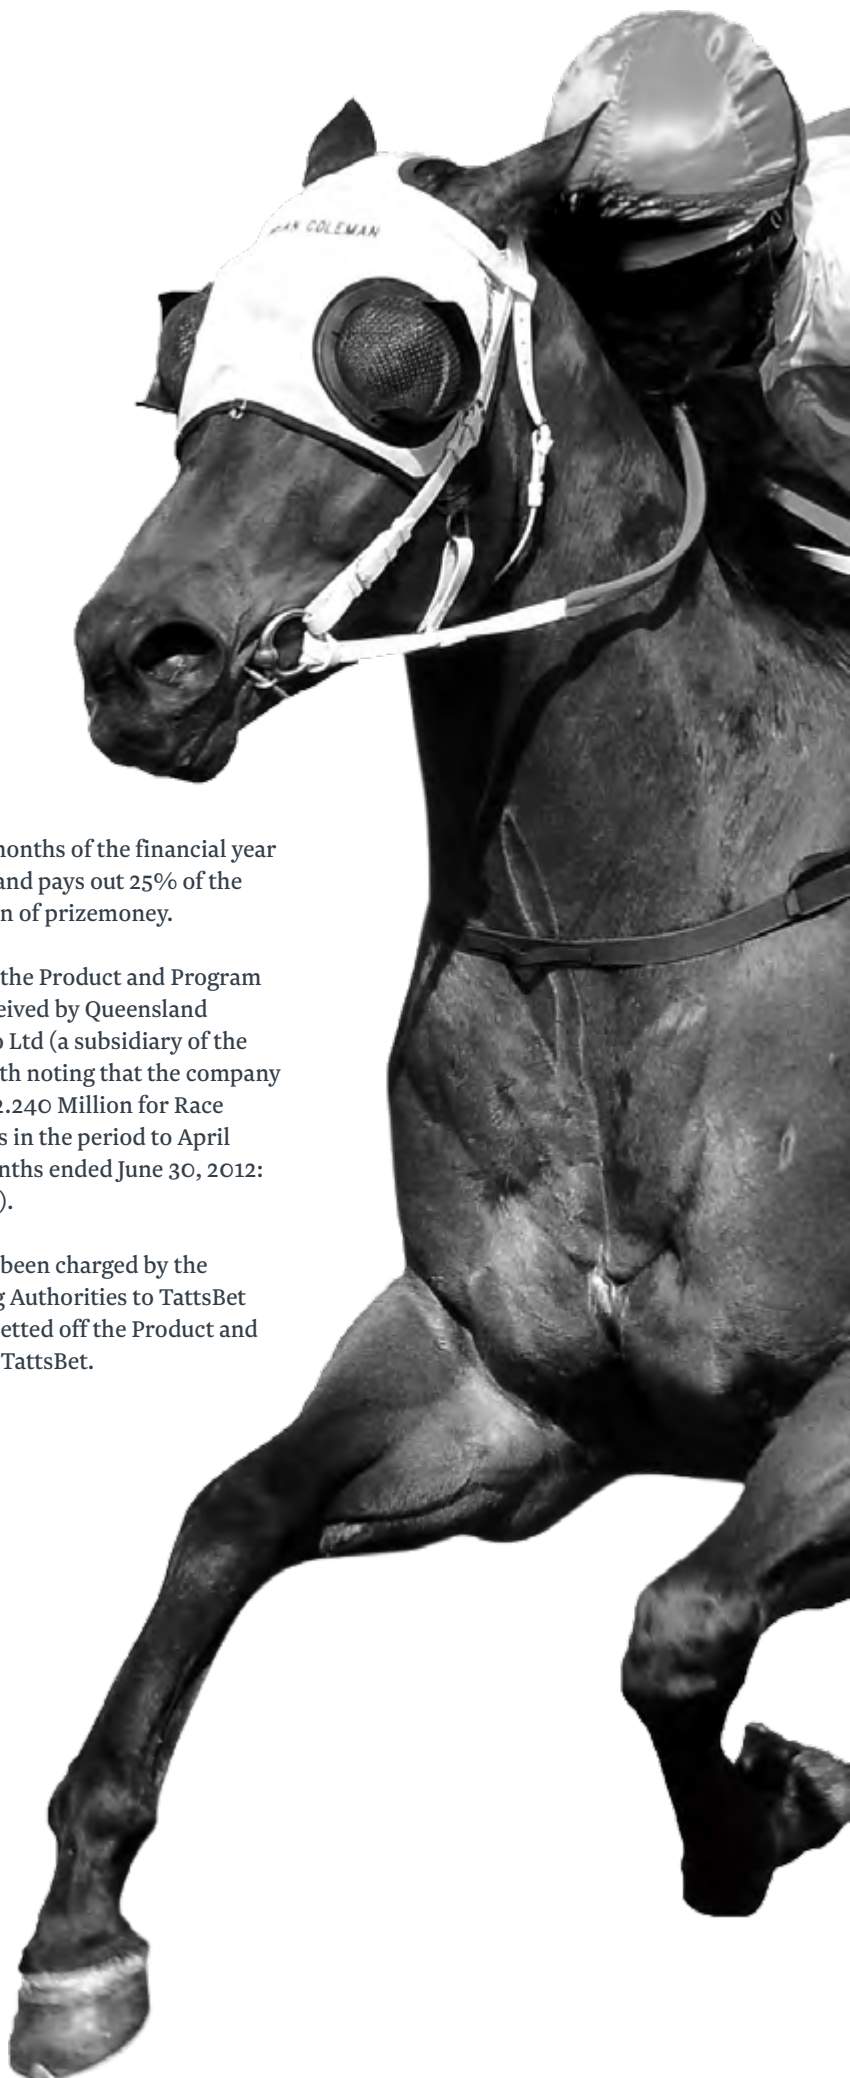 COLEMAN
months of the financial year
and pays out 25% of the
n of prizemoney.
the Product and Program
eived by Queensland
o Ltd (a subsidiary of the
th noting that the company
2.240 Million for Race
s in the period to April
nths ended June 30, 2012:
).
been charged by the
g Authorities to TattsBet
etted off the Product and
TattsBet.